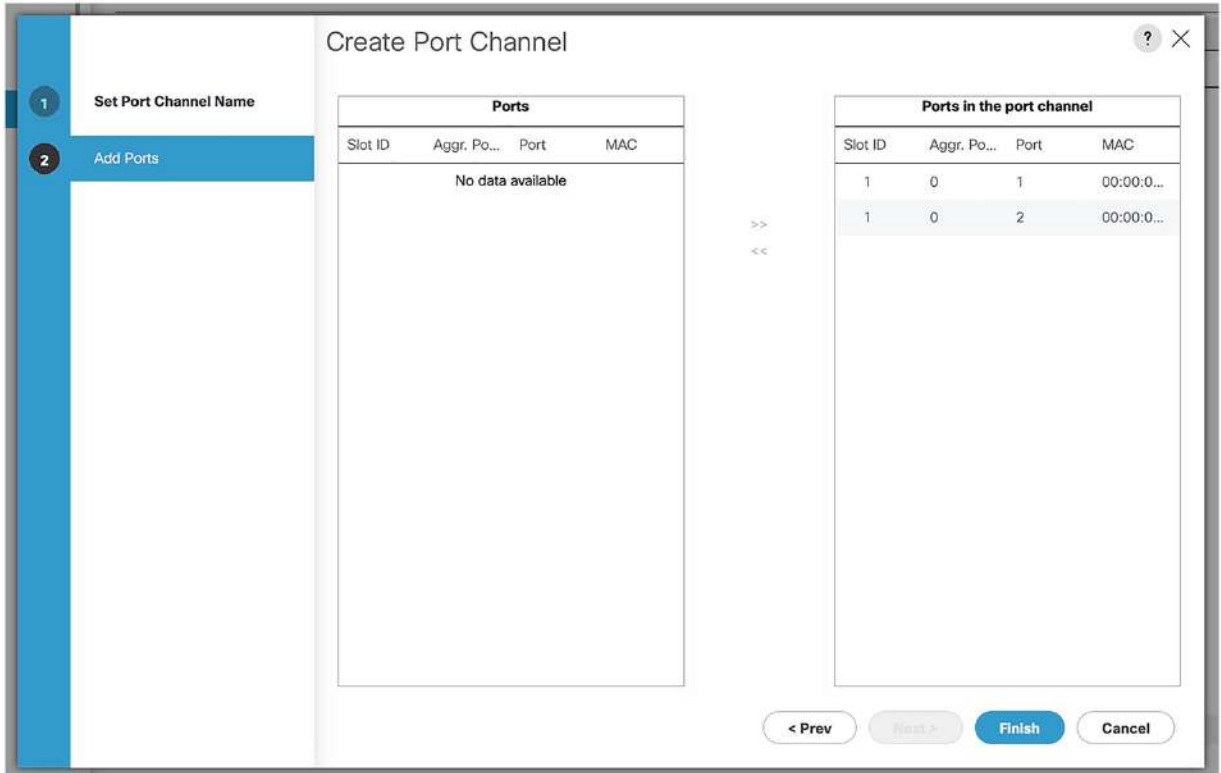 Create Port Channel
?
1 Set Port Channel Name
2 Add Ports
Ports
Slot ID Aggr. Po... Port MAC
No data available
>>
<<
Ports in the port channel
Slot ID Aggr. Po... Port MAC
1 0 1 00:00:0...
1 0 2 00:00:0...
< Prev Next > Finish Cancel